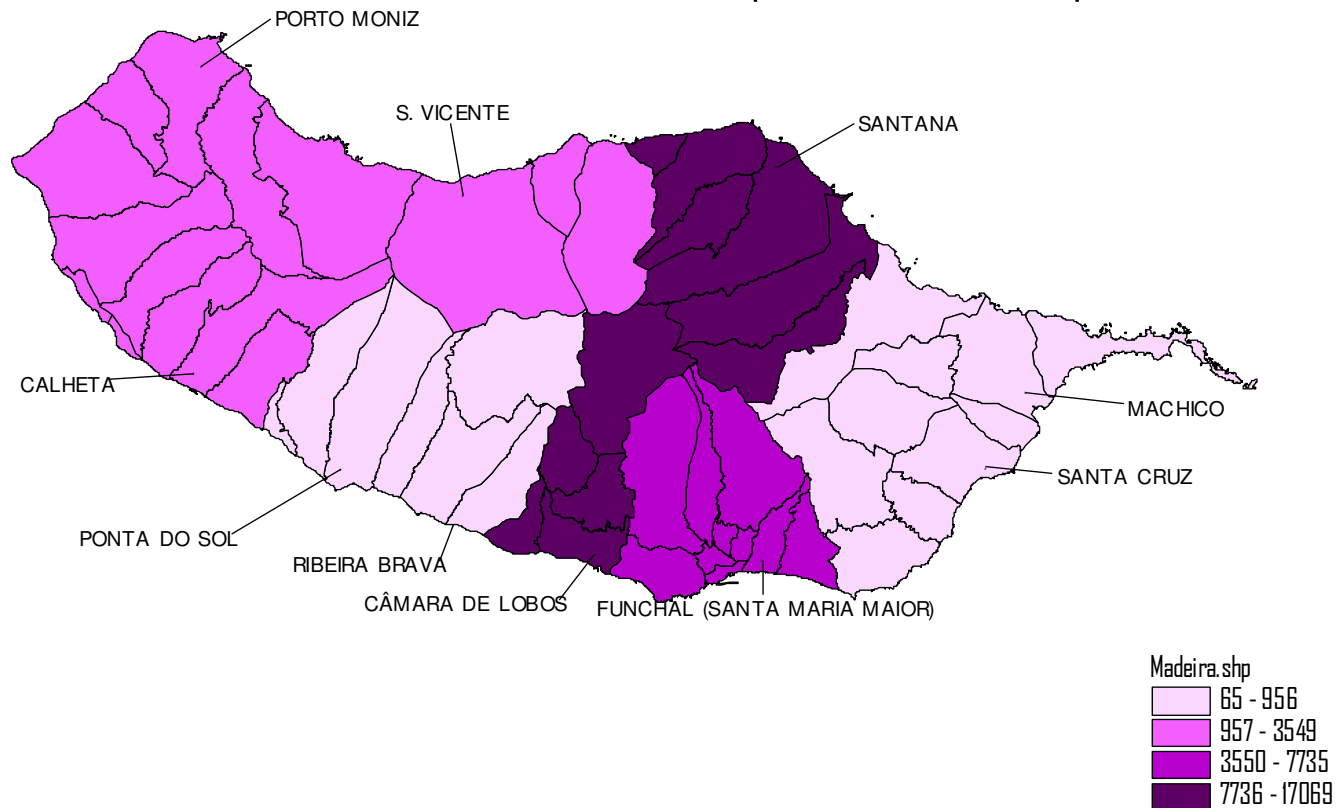 PORTO MONIZ
S. VICENTE
SANTANA
CALHETA
MACHICO
SANTA CRUZ
PONTA DO SOL
RIBEIRA BRAVA
CÂMARA DE LOBOS
FUNCHAL (SANTA MARIA MAIOR)
Madeira.shp
65 - 956
957 - 3549
3550 - 7735
7736 - 17069